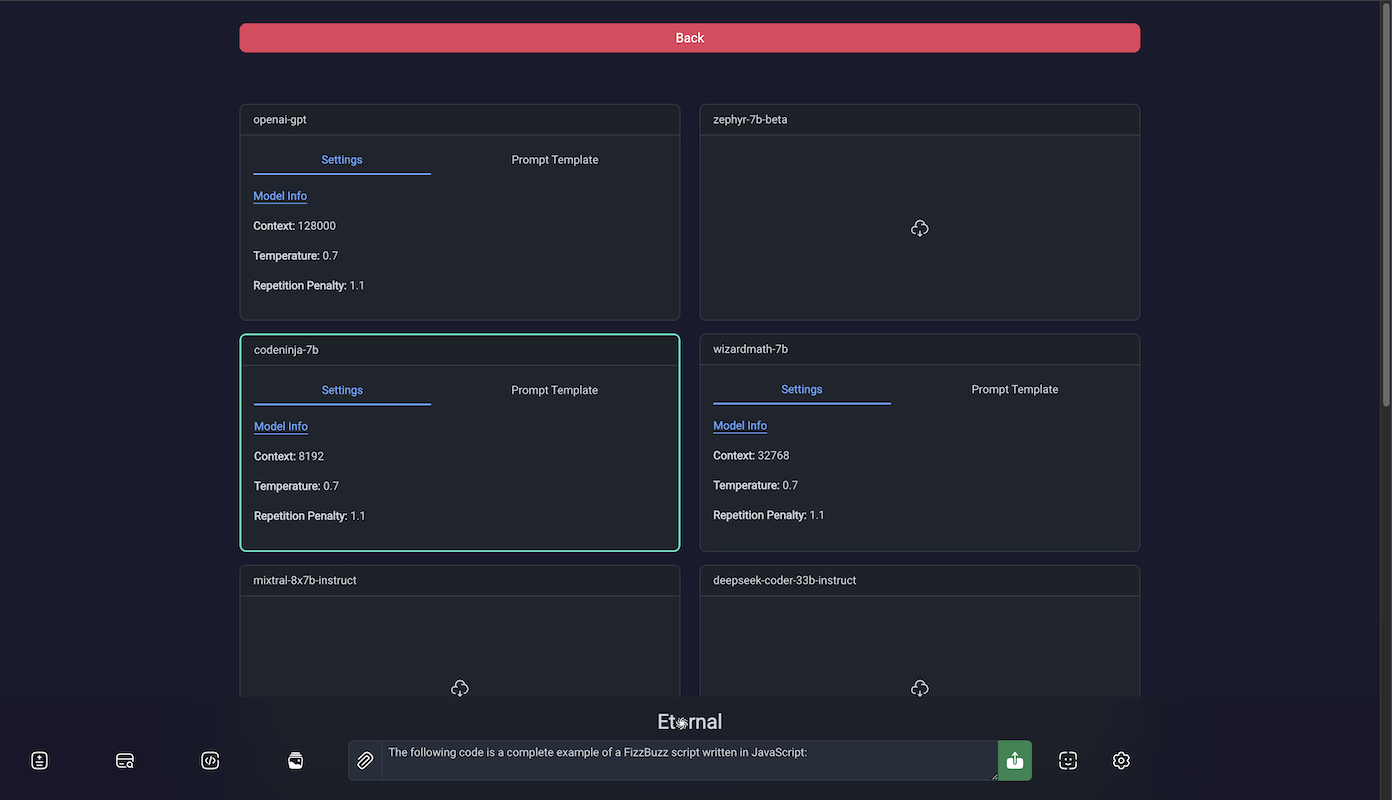 Back
openai-gpt
Settings Prompt Template
Model Info
Context: 128000
Temperature: 0.7
Repetition Penalty: 1.1
zephyr-7b-beta
codeninja-7b
Settings Prompt Template
Model Info
Context: 8192
Temperature: 0.7
Repetition Penalty: 1.1
wizardmath-7b
Settings Prompt Template
Model Info
Context: 32768
Temperature: 0.7
Repetition Penalty: 1.1
mixtral-8x7b-instruct
deepseek-coder-33b-instruct
Eternal
The following code is a complete example of a FizzBuzz script written in JavaScript: